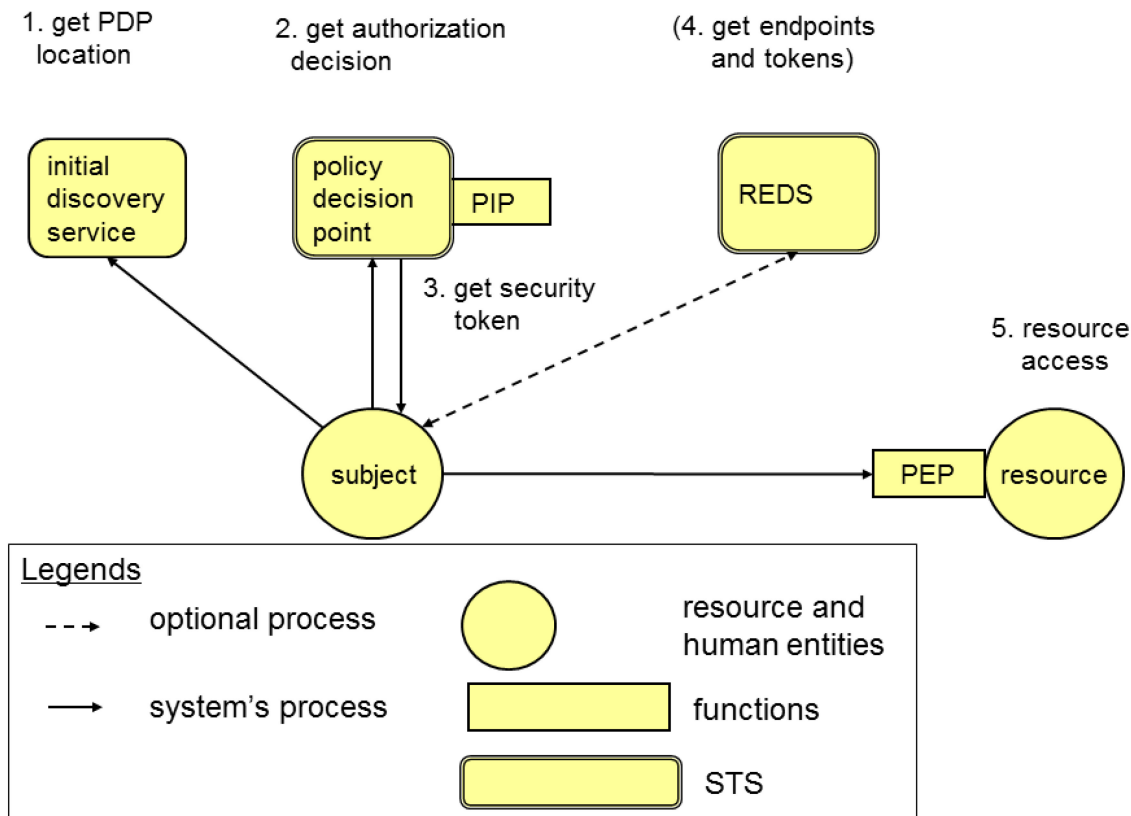 1. get PDP
location
2. get authorization
decision
(4. get endpoints
and tokens)
initial
discovery
service
policy
decision
point
PIP
REDS
3. get security
token
5. resource
access
subject
PEP
resource
Legends
optional process
resource and
human entities
system's process
functions
STS